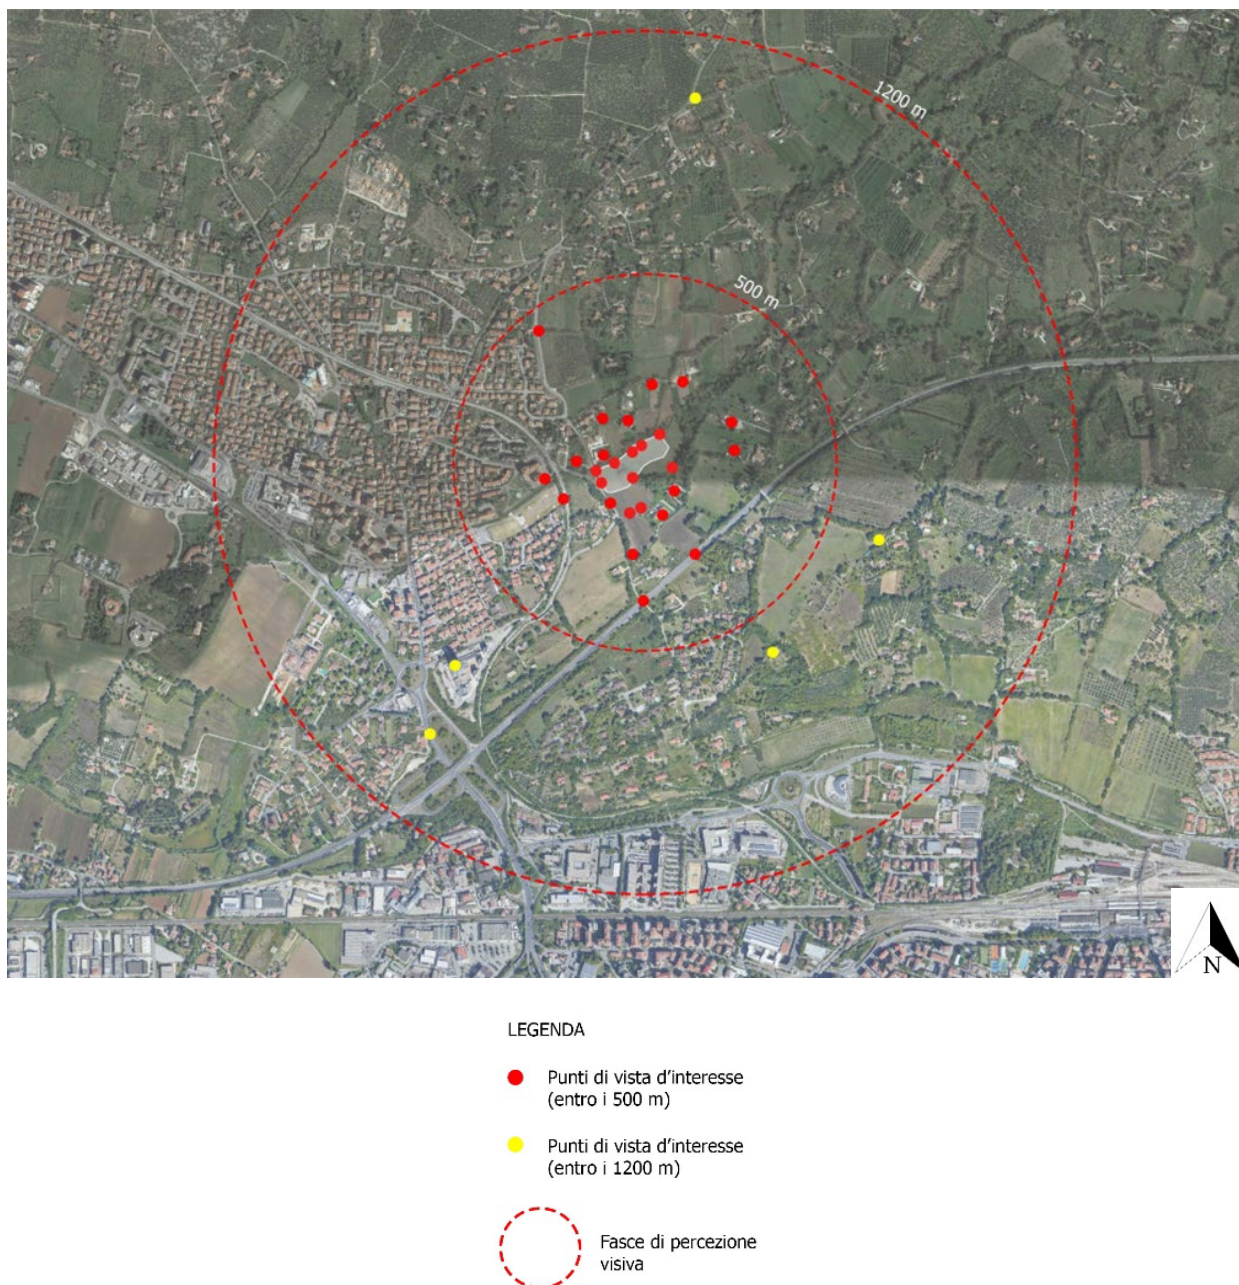 1200 m
500 m
N
LEGENDA
Punti di vista d'interesse
(entro i 500 m)
Punti di vista d'interesse
(entro i 1200 m)
Fasce di percezione
visiva